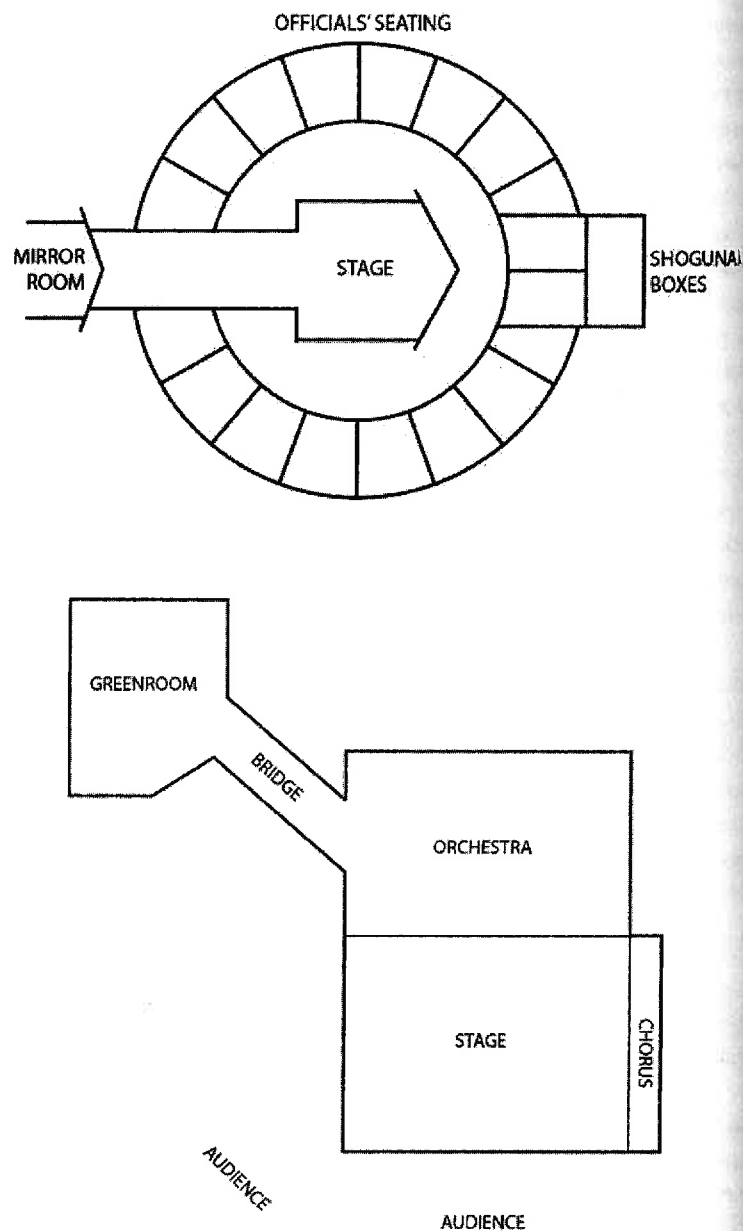 OFFICIALS' SEATING
MIRROR
ROOM
STAGE
SHOGUNAL
BOXES
GREENROOM
BRIDGE
ORCHESTRA
STAGE
CHORUS
AUDIENCE
AUDIENCE